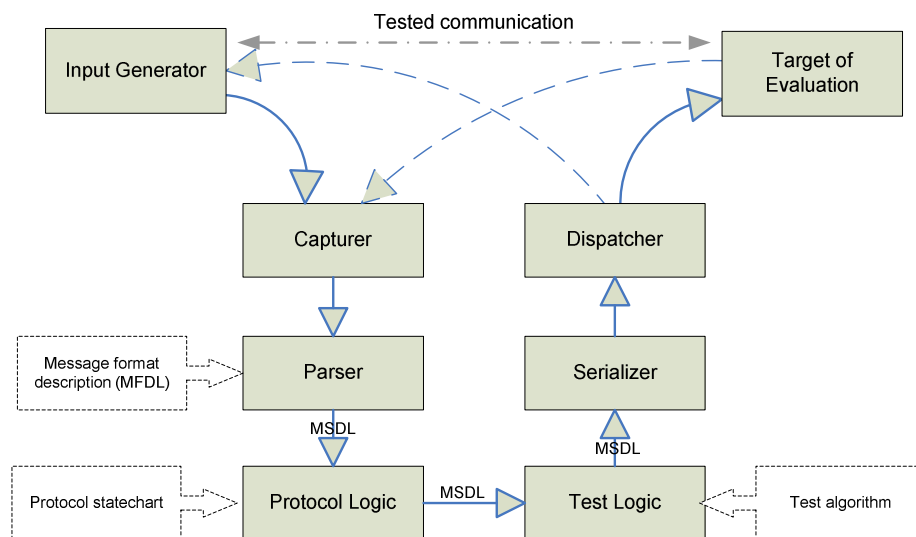 Tested communication
Input Generator
Target of
Evaluation
Capturer
Dispatcher
Message format
description (MFDL)
Parser
Serializer
MSDL
MSDL
Protocol statechart
Protocol Logic
MSDL
Test Logic
Test algorithm